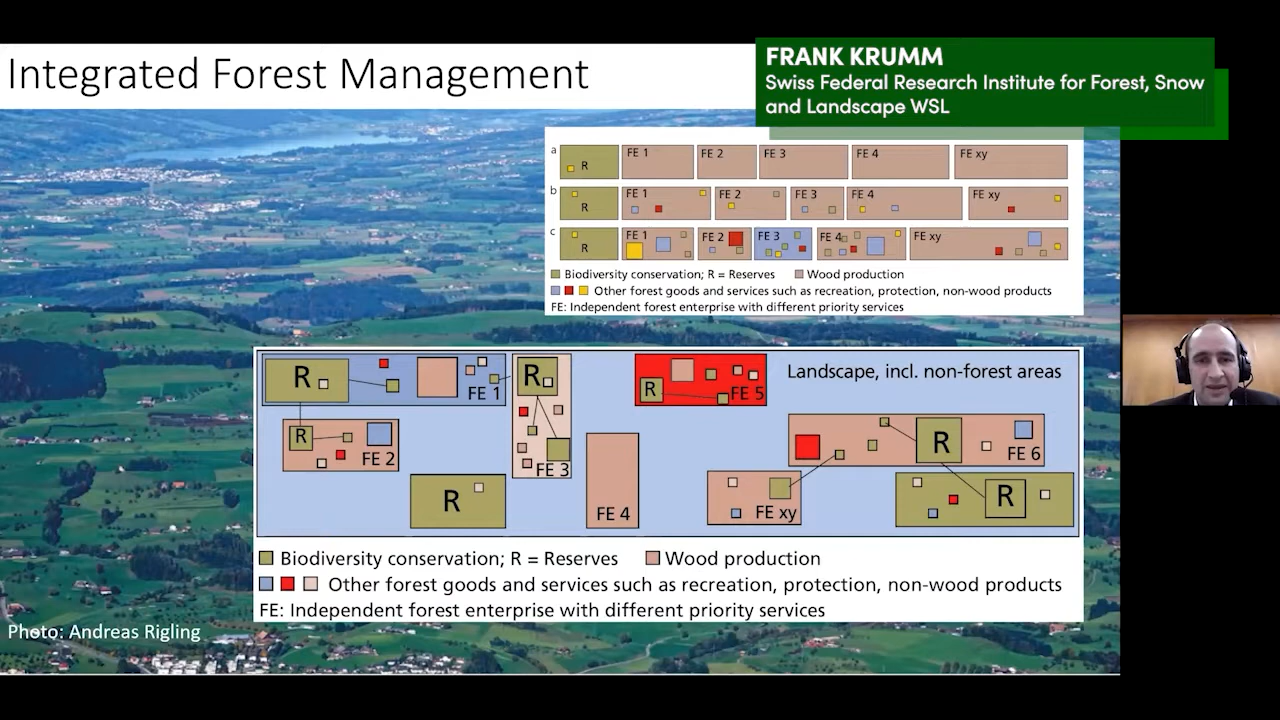 Integrated Forest Management
FRANK KRUMM
Swiss Federal Research Institute for Forest, Snow
and Landscape WSL
a R FE 1 FE 2 FE 3 FE 4 FE xy
b R FE 1 FE 2 FE 3 FE 4 FE xy
c R FE 1 FE 2 FE 3 FE 4 FE xy
Biodiversity conservation; R = Reserves Wood production
Other forest goods and services such as recreation, protection, non-wood products
FE: Independent forest enterprise with different priority services
R FE 1 R R FE 5 Landscape, incl. non-forest areas
R FE 2 FE 3 R FE 6
R FE 4 FE xy R
Biodiversity conservation; R = Reserves Wood production
Other forest goods and services such as recreation, protection, non-wood products
FE: Independent forest enterprise with different priority services
Photo: Andreas Rigling